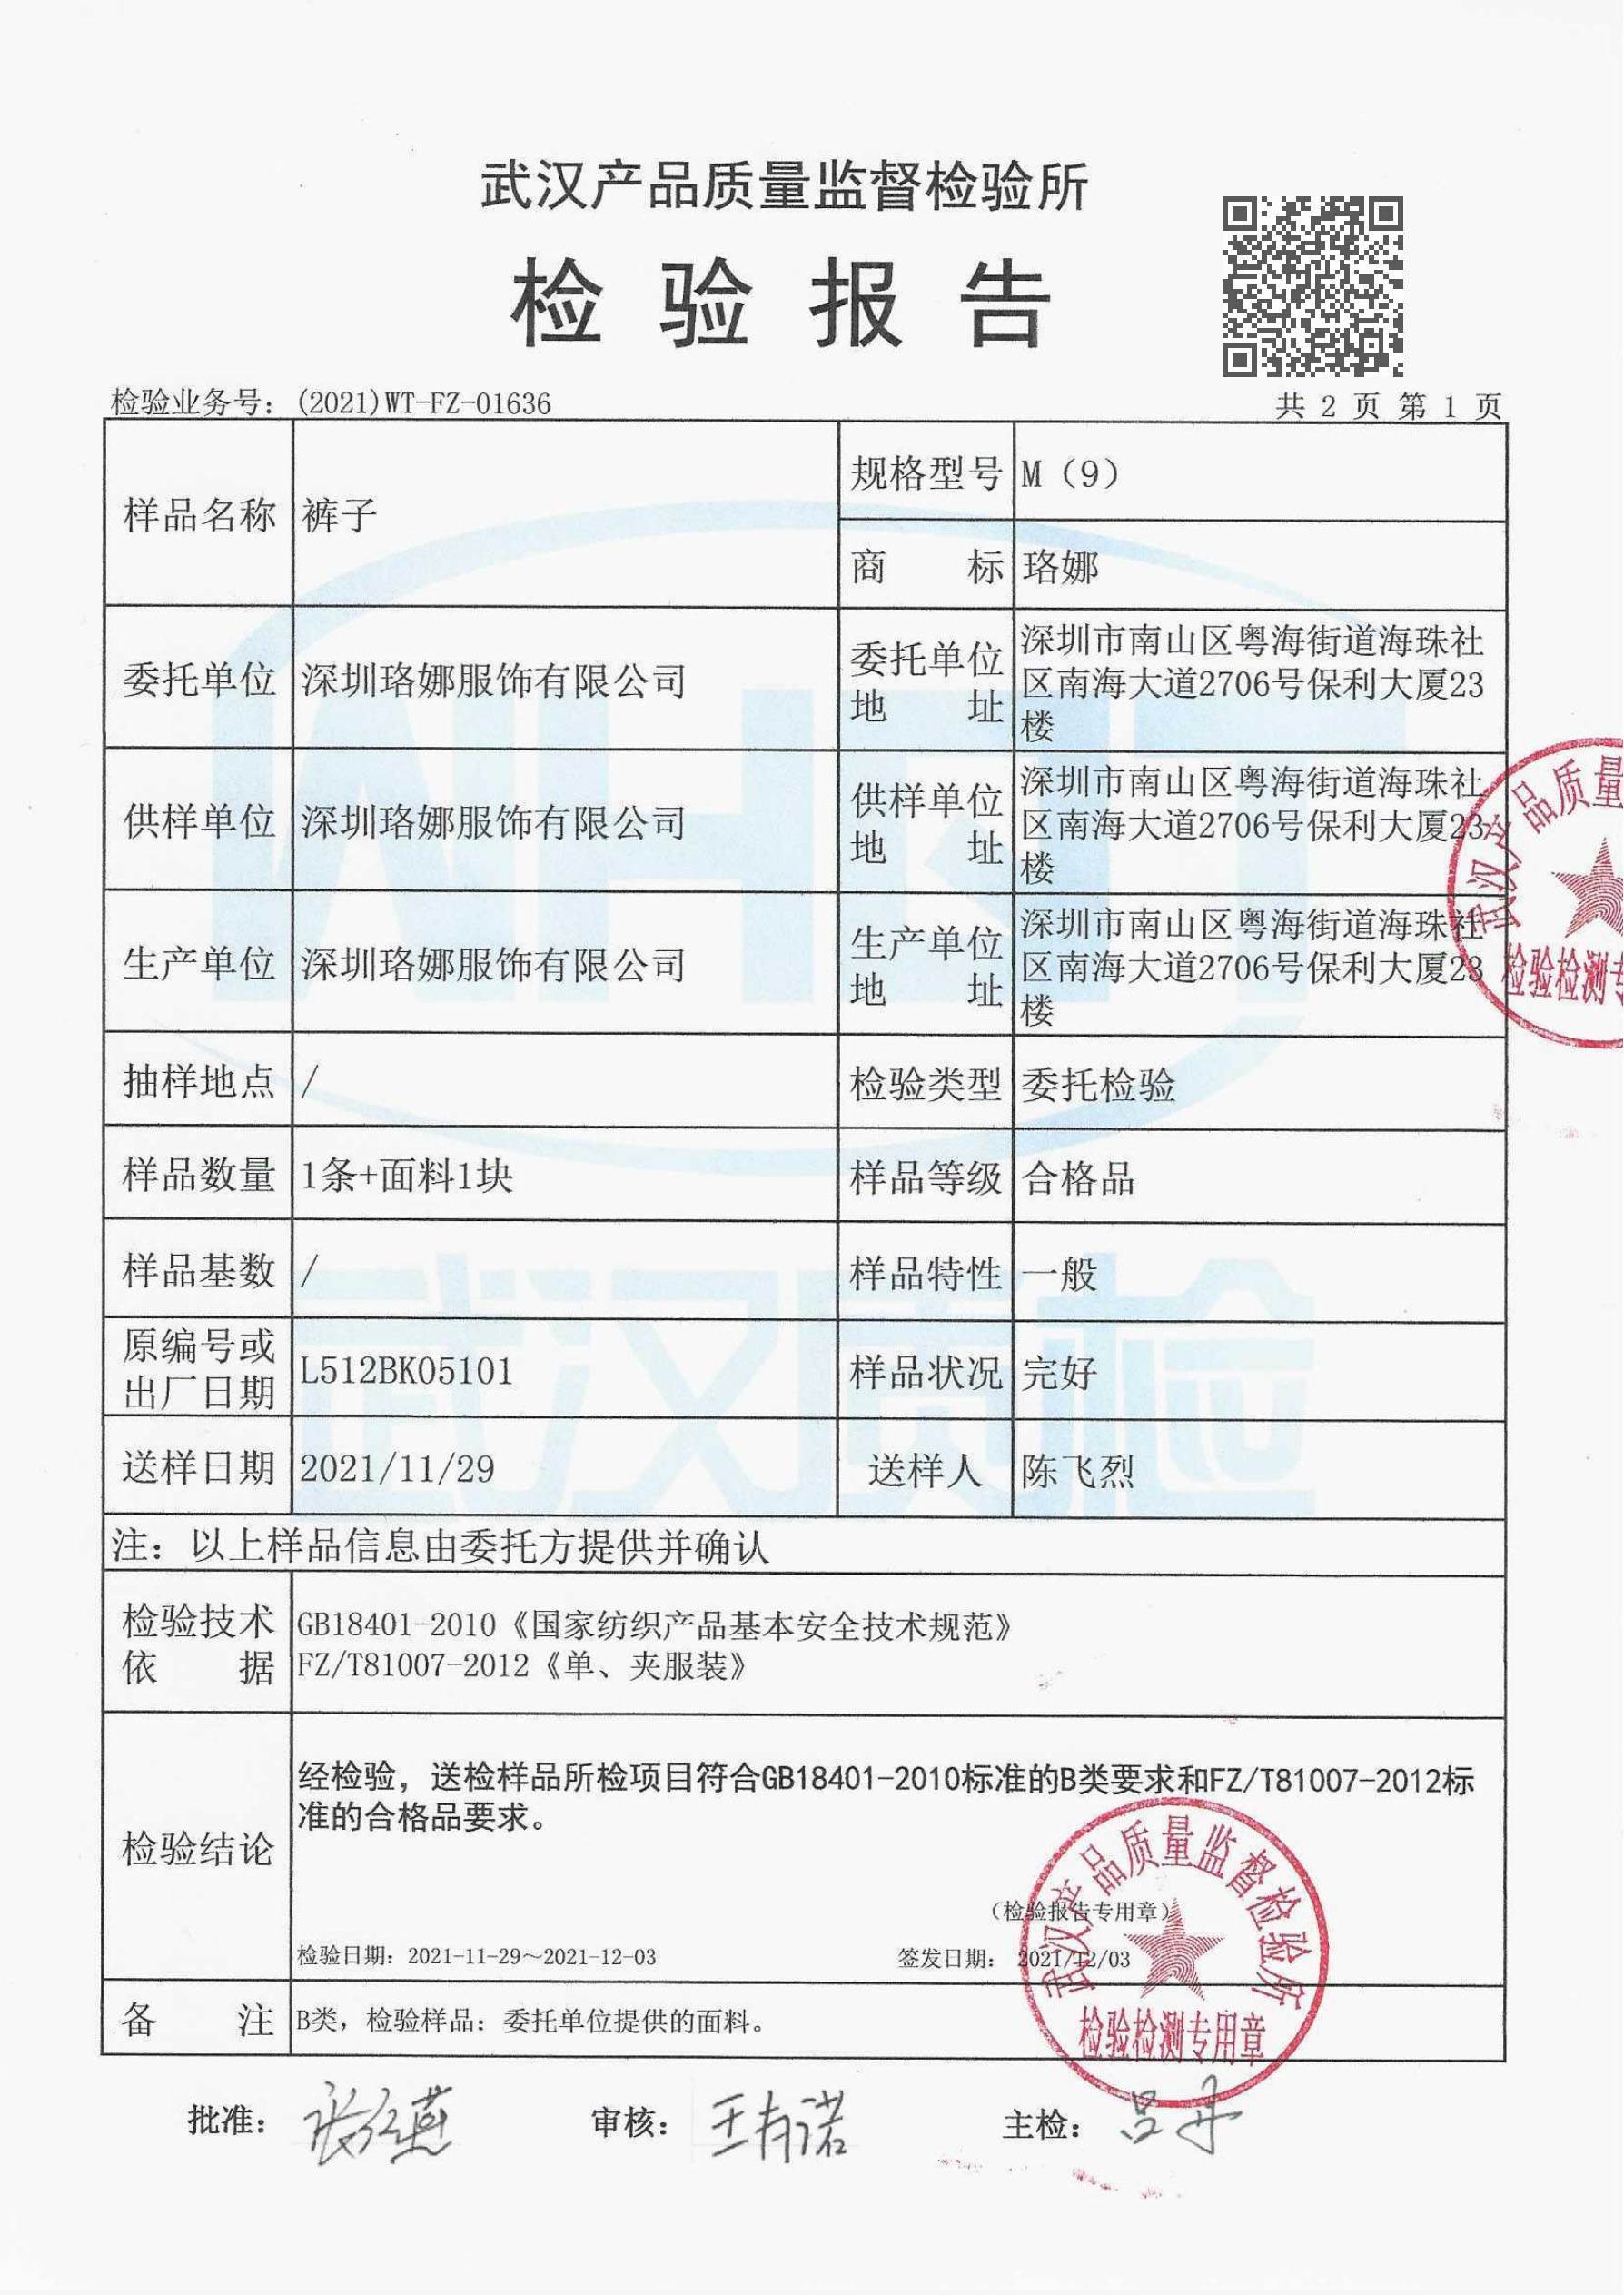 武汉产品质量监督检验所
检验报告
检验业务号：(2021)WT-FZ-01636
共 2 页 第 1 页
样品名称 裤子
规格型号 M（9）
商 标 珞娜
委托单位 深圳珞娜服饰有限公司
委托单位地 址 深圳市南山区粤海街道海珠社
区南海大道2706号保利大厦23
楼
供样单位 深圳珞娜服饰有限公司
供样单位地 址 深圳市南山区粤海街道海珠社
区南海大道2706号保利大厦23
楼
生产单位 深圳珞娜服饰有限公司
生产单位地 址 深圳市南山区粤海街道海珠社
区南海大道2706号保利大厦23
楼
武汉产品质量
检验检测专
抽样地点 / 检验类型 委托检验
样品数量 1条+面料1块 样品等级 合格品
样品基数 / 样品特性 一般
原编号或
出厂日期 L512BK05101 样品状况 完好
送样日期 2021/11/29 送样人 陈飞烈
注：以上样品信息由委托方提供并确认
检验技术
依 据
GB18401-2010《国家纺织产品基本安全技术规范》
FZ/T81007-2012《单、夹服装》
检验结论
经检验，送检样品所检项目符合GB18401-2010标准的B类要求和FZ/T81007-2012标
准的合格品要求。
（检验报告专用章）
检验日期：2021-11-29～2021-12-03 签发日期：2021/12/03
武汉产品质量监督检验所
检验检测专用章
备 注 B类，检验样品：委托单位提供的面料。
批准： 审核：王有诺 主检：吕丹
WHQT
武汉质检